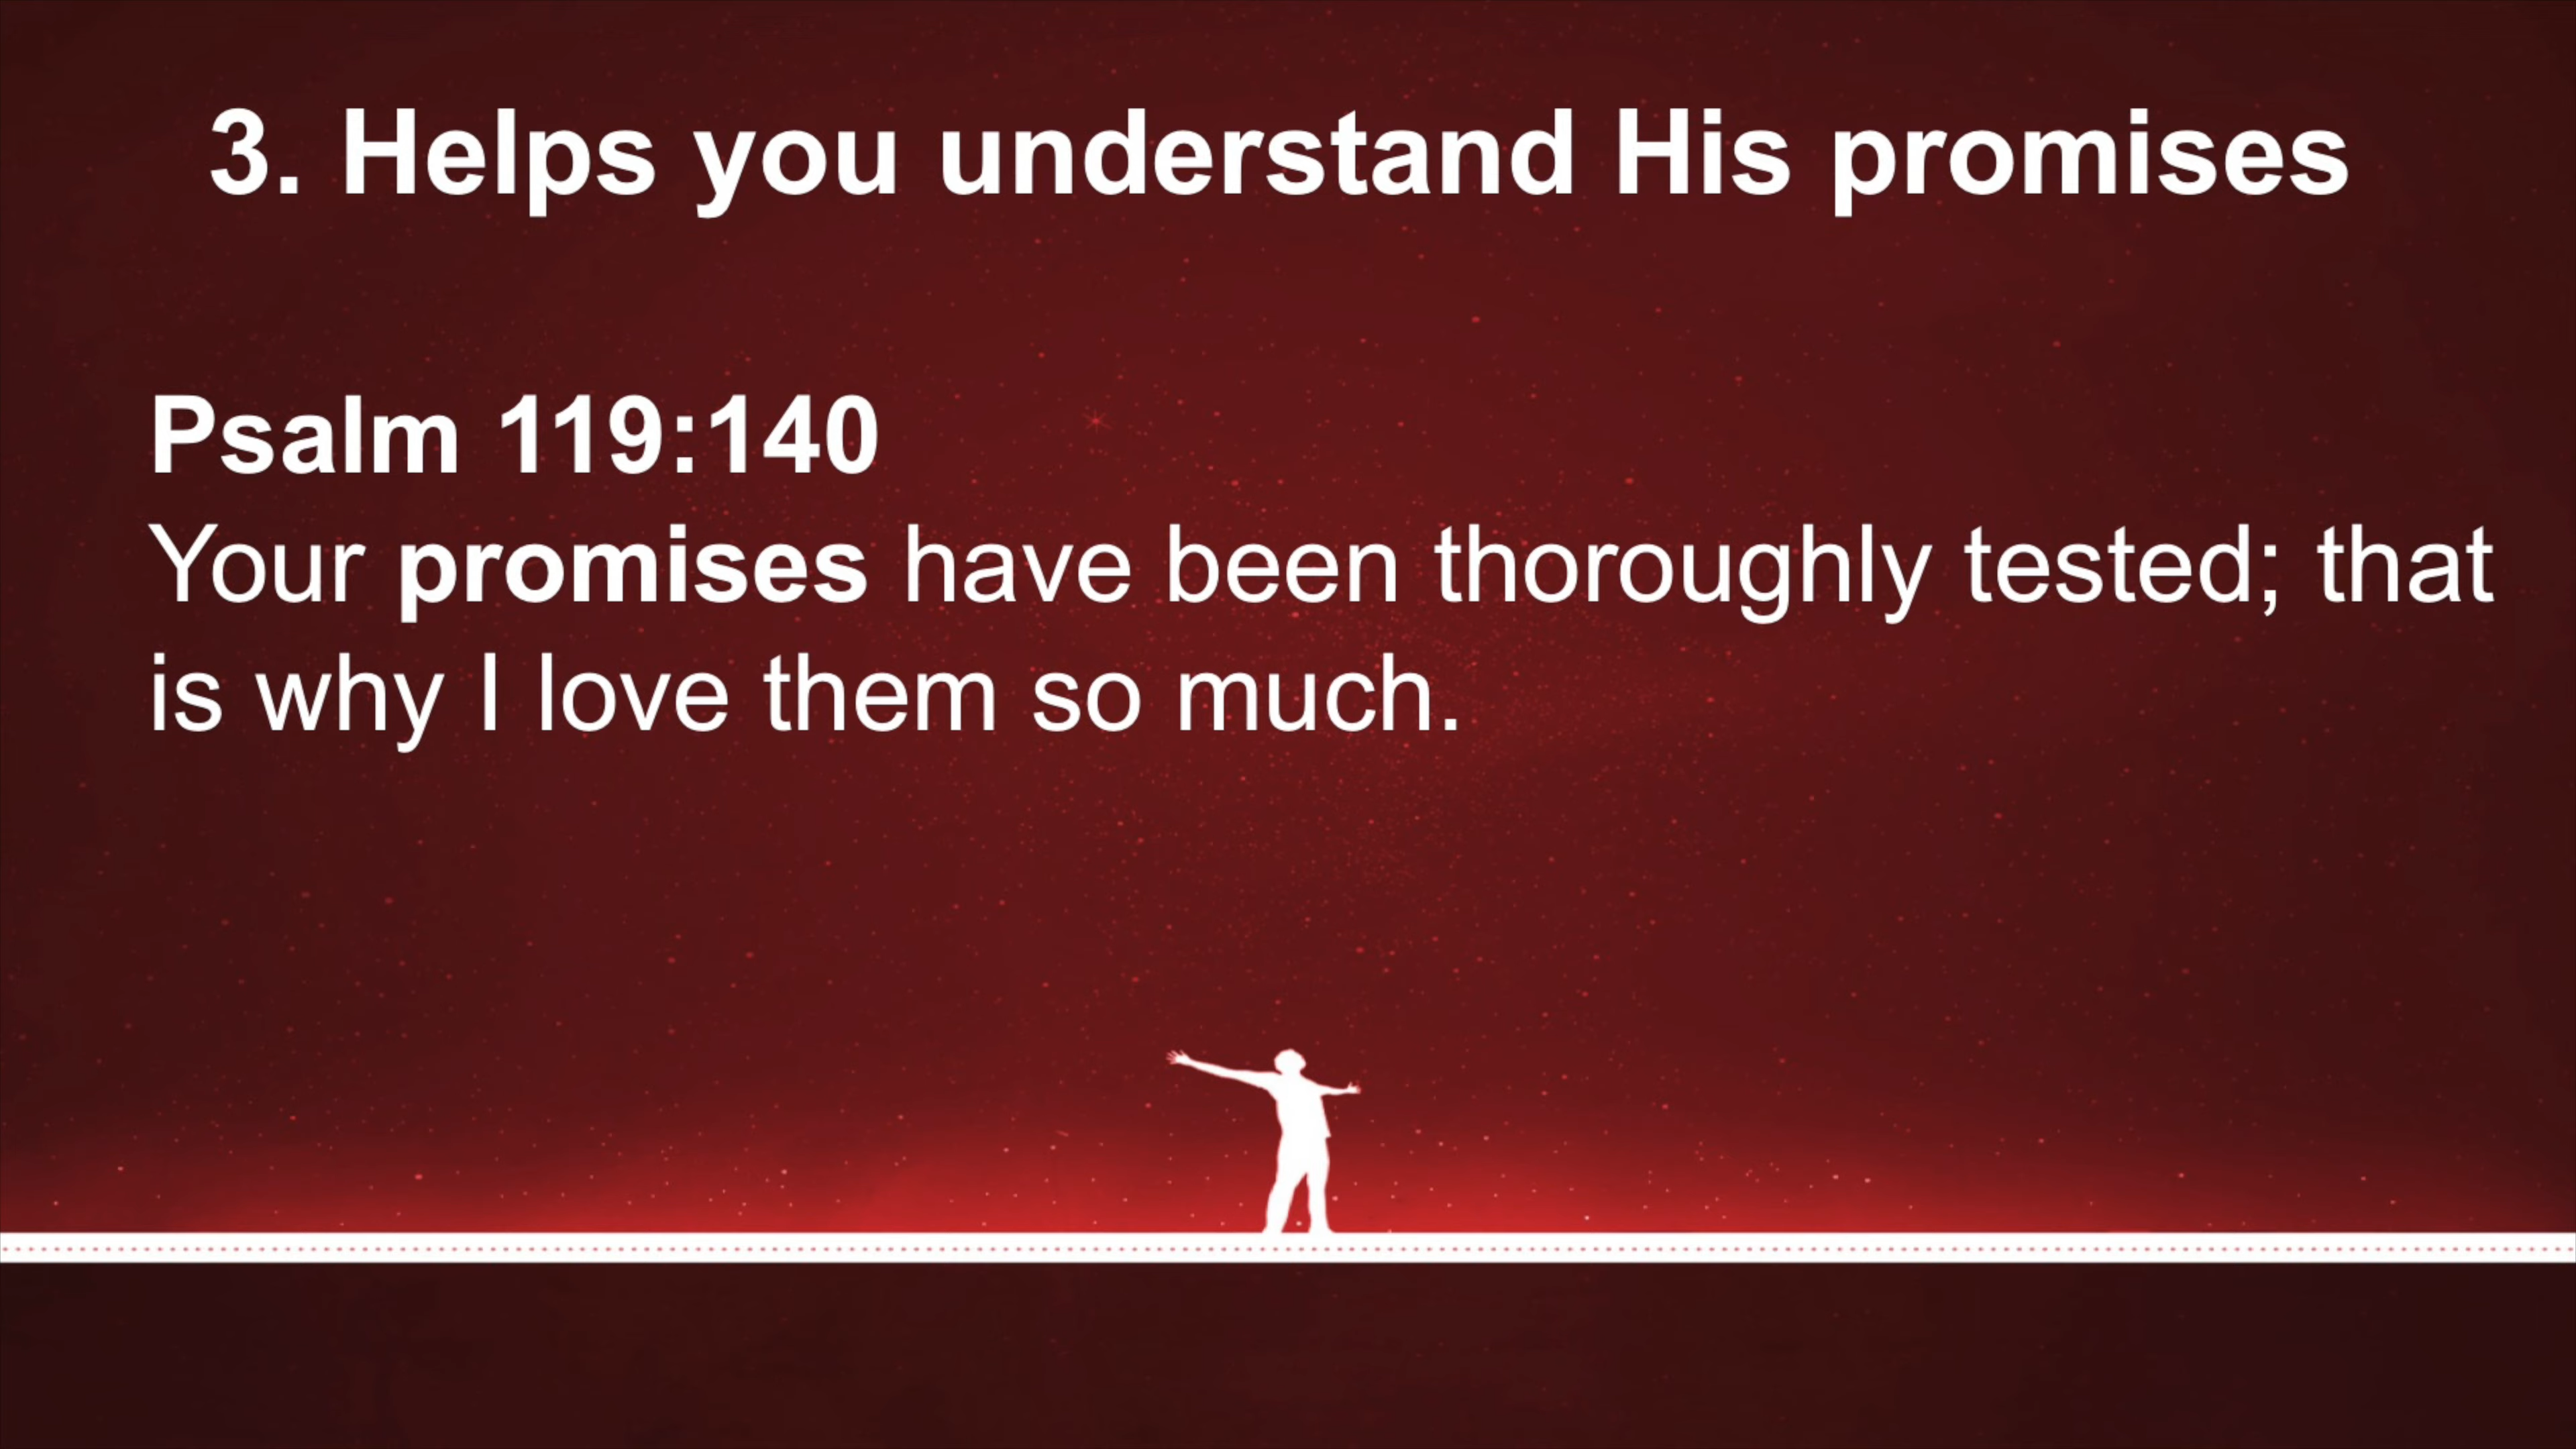 3. Helps you understand His promises
Psalm 119:140
Your promises have been thoroughly tested; that
is why I love them so much.